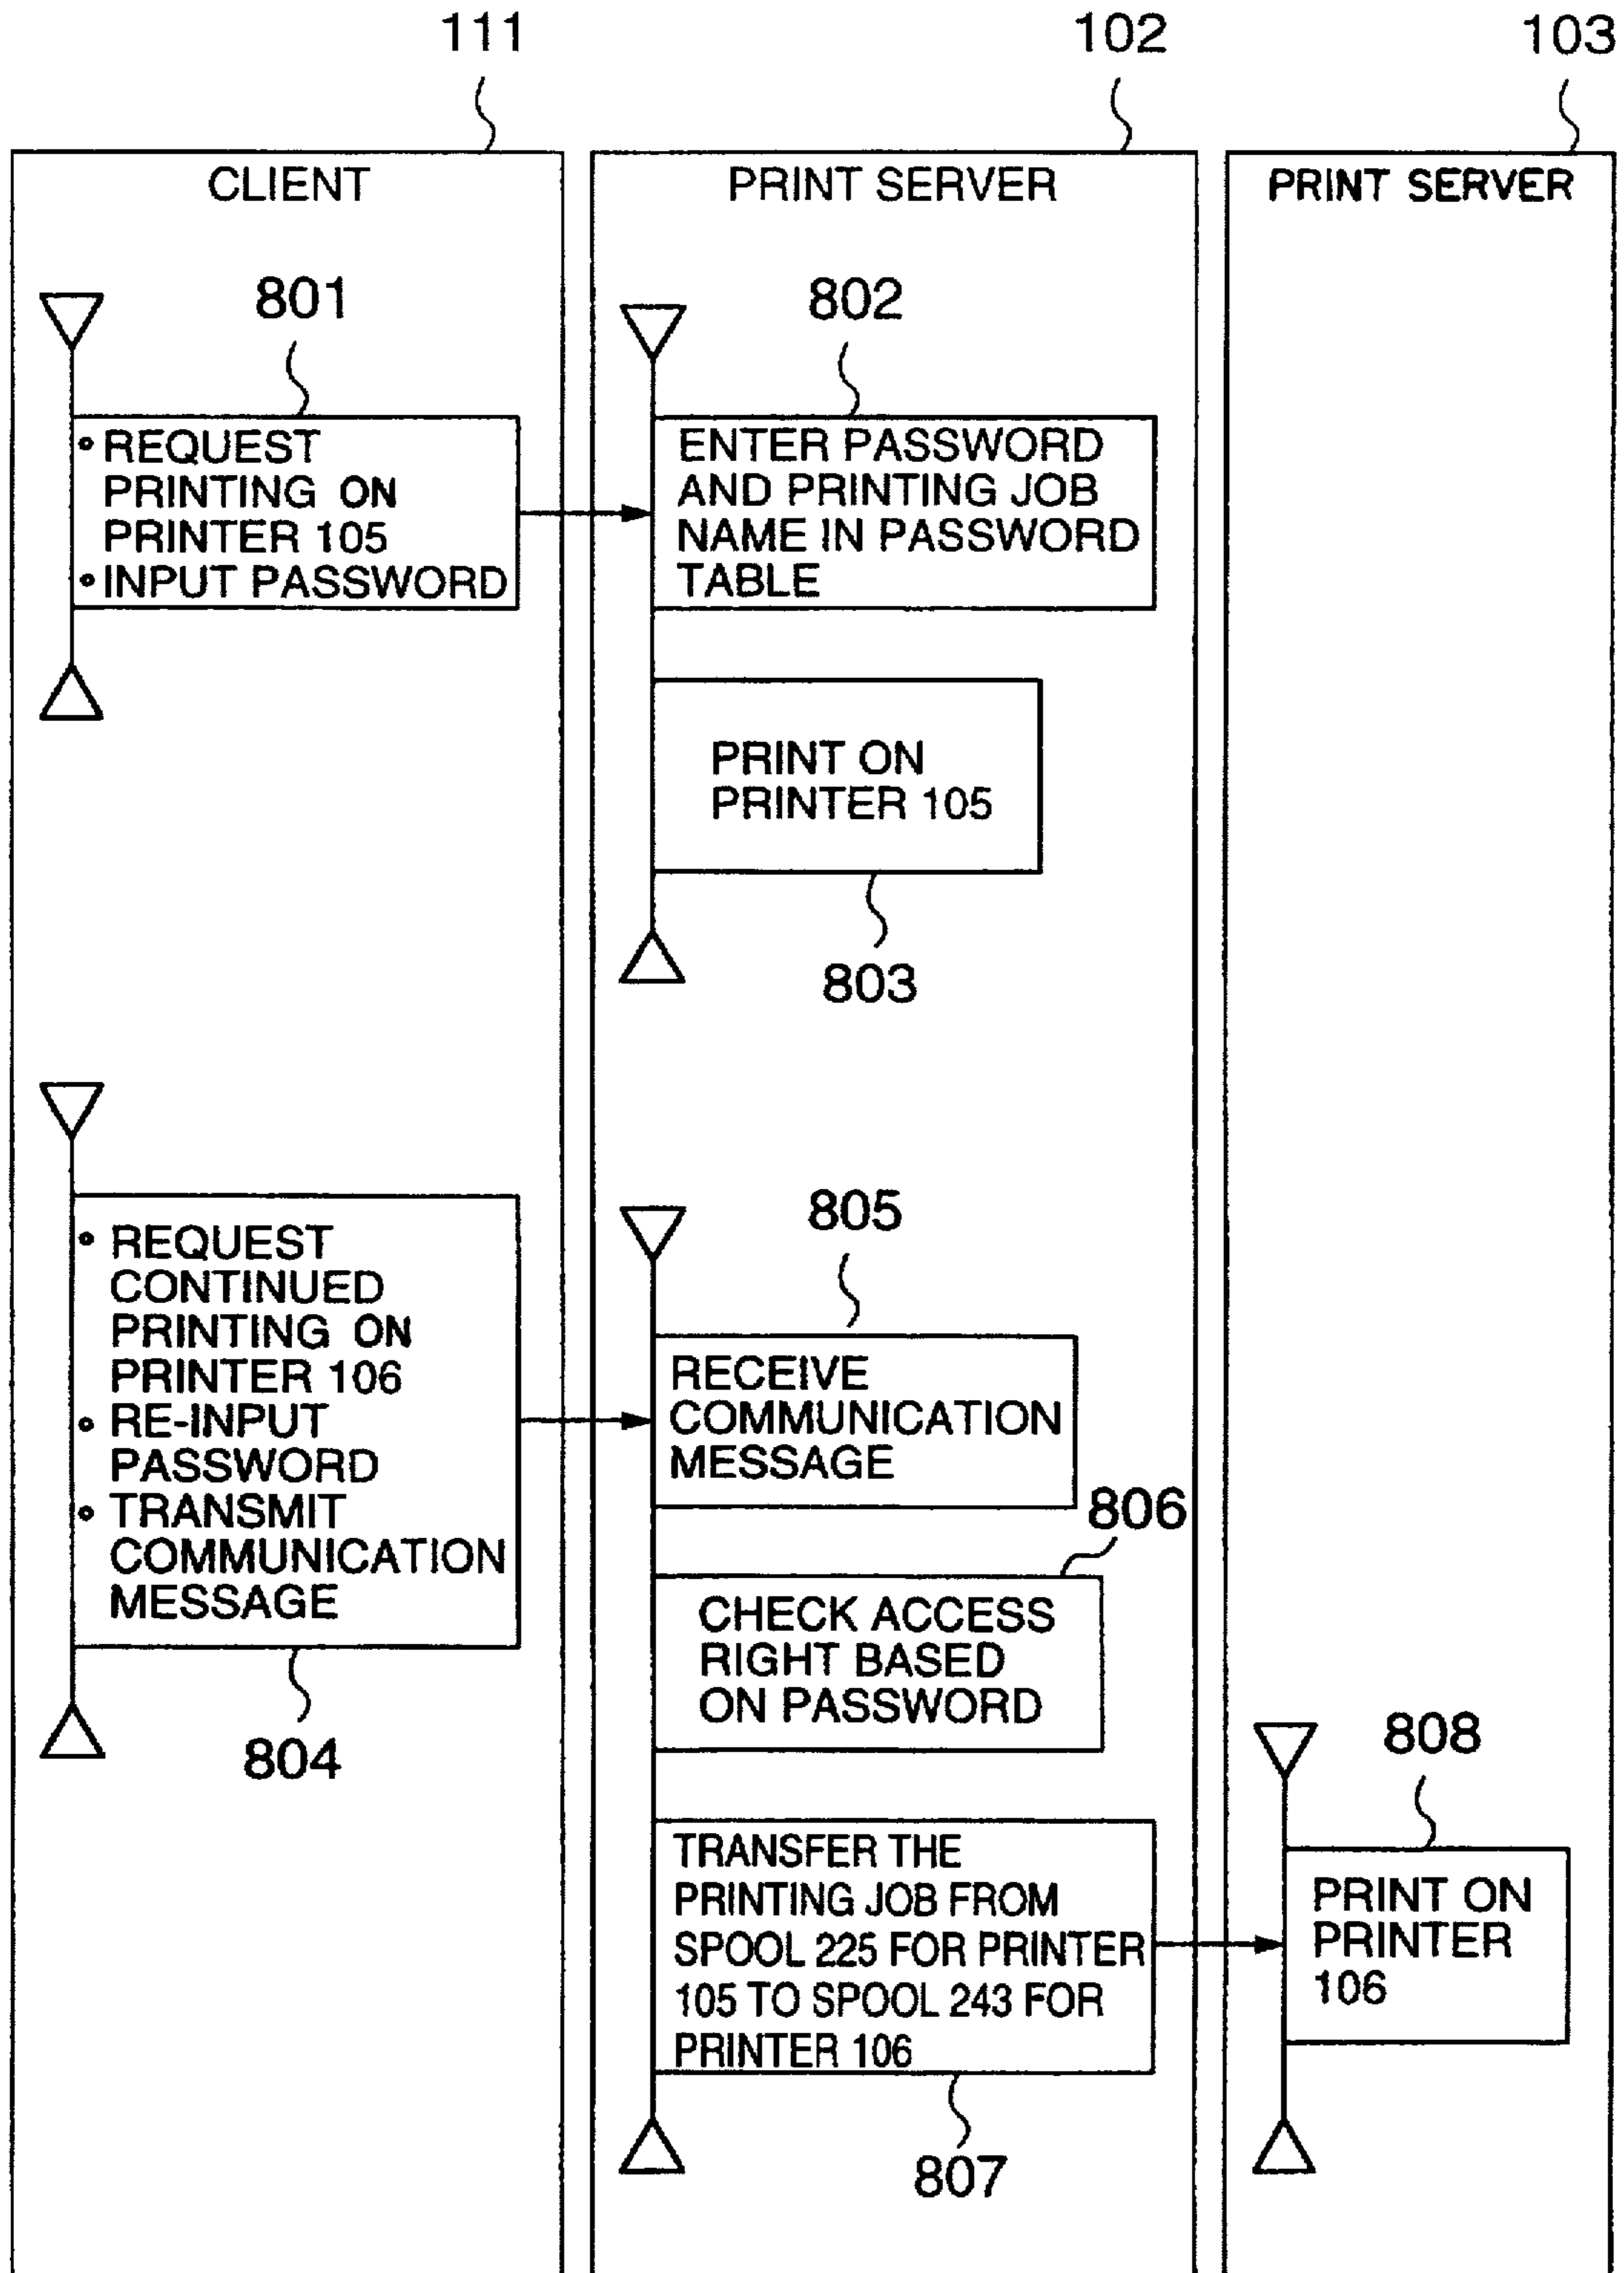 111
102
103
CLIENT
PRINT SERVER
PRINT SERVER
801
802
• REQUEST
PRINTING ON
PRINTER 105
• INPUT PASSWORD
ENTER PASSWORD
AND PRINTING JOB
NAME IN PASSWORD
TABLE
PRINT ON
PRINTER 105
803
• REQUEST
CONTINUED
PRINTING ON
PRINTER 106
• RE-INPUT
PASSWORD
• TRANSMIT
COMMUNICATION
MESSAGE
804
805
RECEIVE
COMMUNICATION
MESSAGE
806
CHECK ACCESS
RIGHT BASED
ON PASSWORD
TRANSFER THE
PRINTING JOB FROM
SPOOL 225 FOR PRINTER
105 TO SPOOL 243 FOR
PRINTER 106
807
808
PRINT ON
PRINTER
106